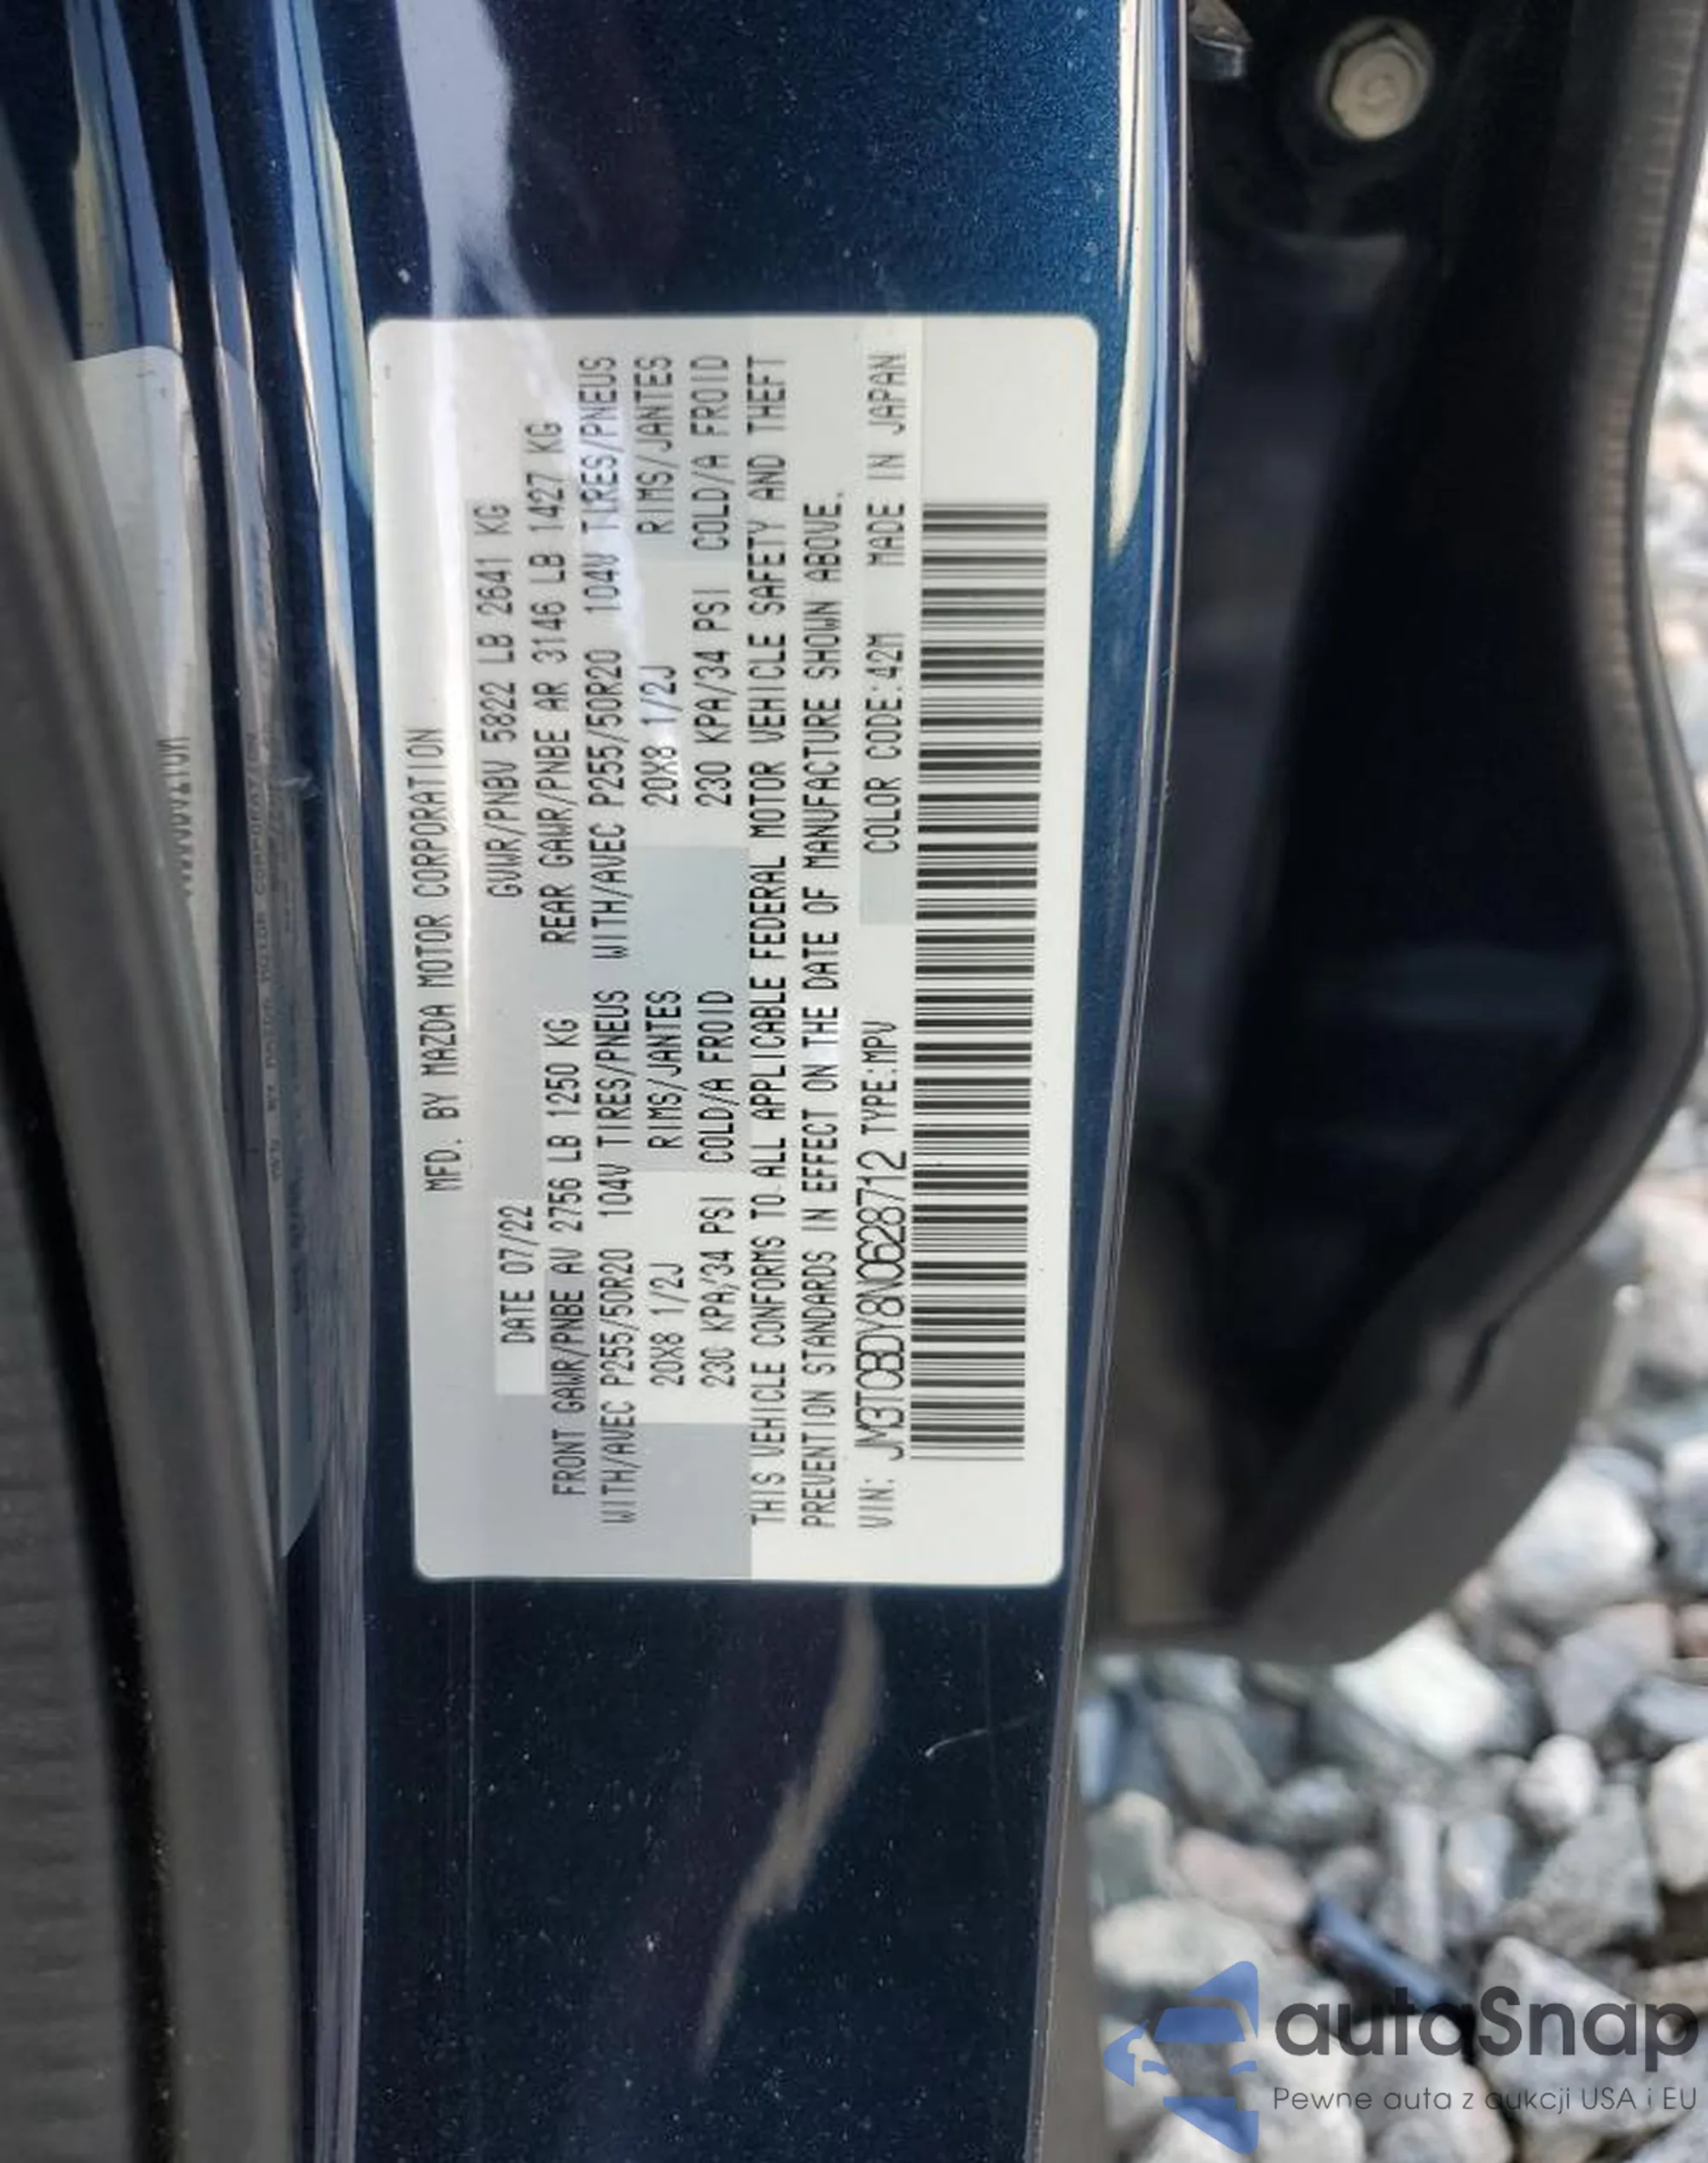 MFD. BY MAZDA MOTOR CORPORATION
DATE 07/22 GVWR/PNBV 5822 LB 2641 KG
FRONT GAWR/PNBE AV 2756 LB 1250 KG REAR GAWR/PNBE AR 3146 LB 1427 KG
WITH/AVEC P255/50R20 104V TIRES/PNEUS WITH/AVEC P255/50R20 104V TIRES/PNEUS
20X8 1/2J RIMS/JANTES 20X8 1/2J RIMS/JANTES
230 KPA/34 PSI COLD/A FROID 230 KPA/34 PSI COLD/A FROID
THIS VEHICLE CONFORMS TO ALL APPLICABLE FEDERAL MOTOR VEHICLE SAFETY AND THEFT
PREVENTION STANDARDS IN EFFECT ON THE DATE OF MANUFACTURE SHOWN ABOVE.
VIN: JM3TCBDY8N0628712 TYPE:MPV COLOR CODE:42M MADE IN JAPAN
autoSnap
Pewne auta z aukcji USA i EU